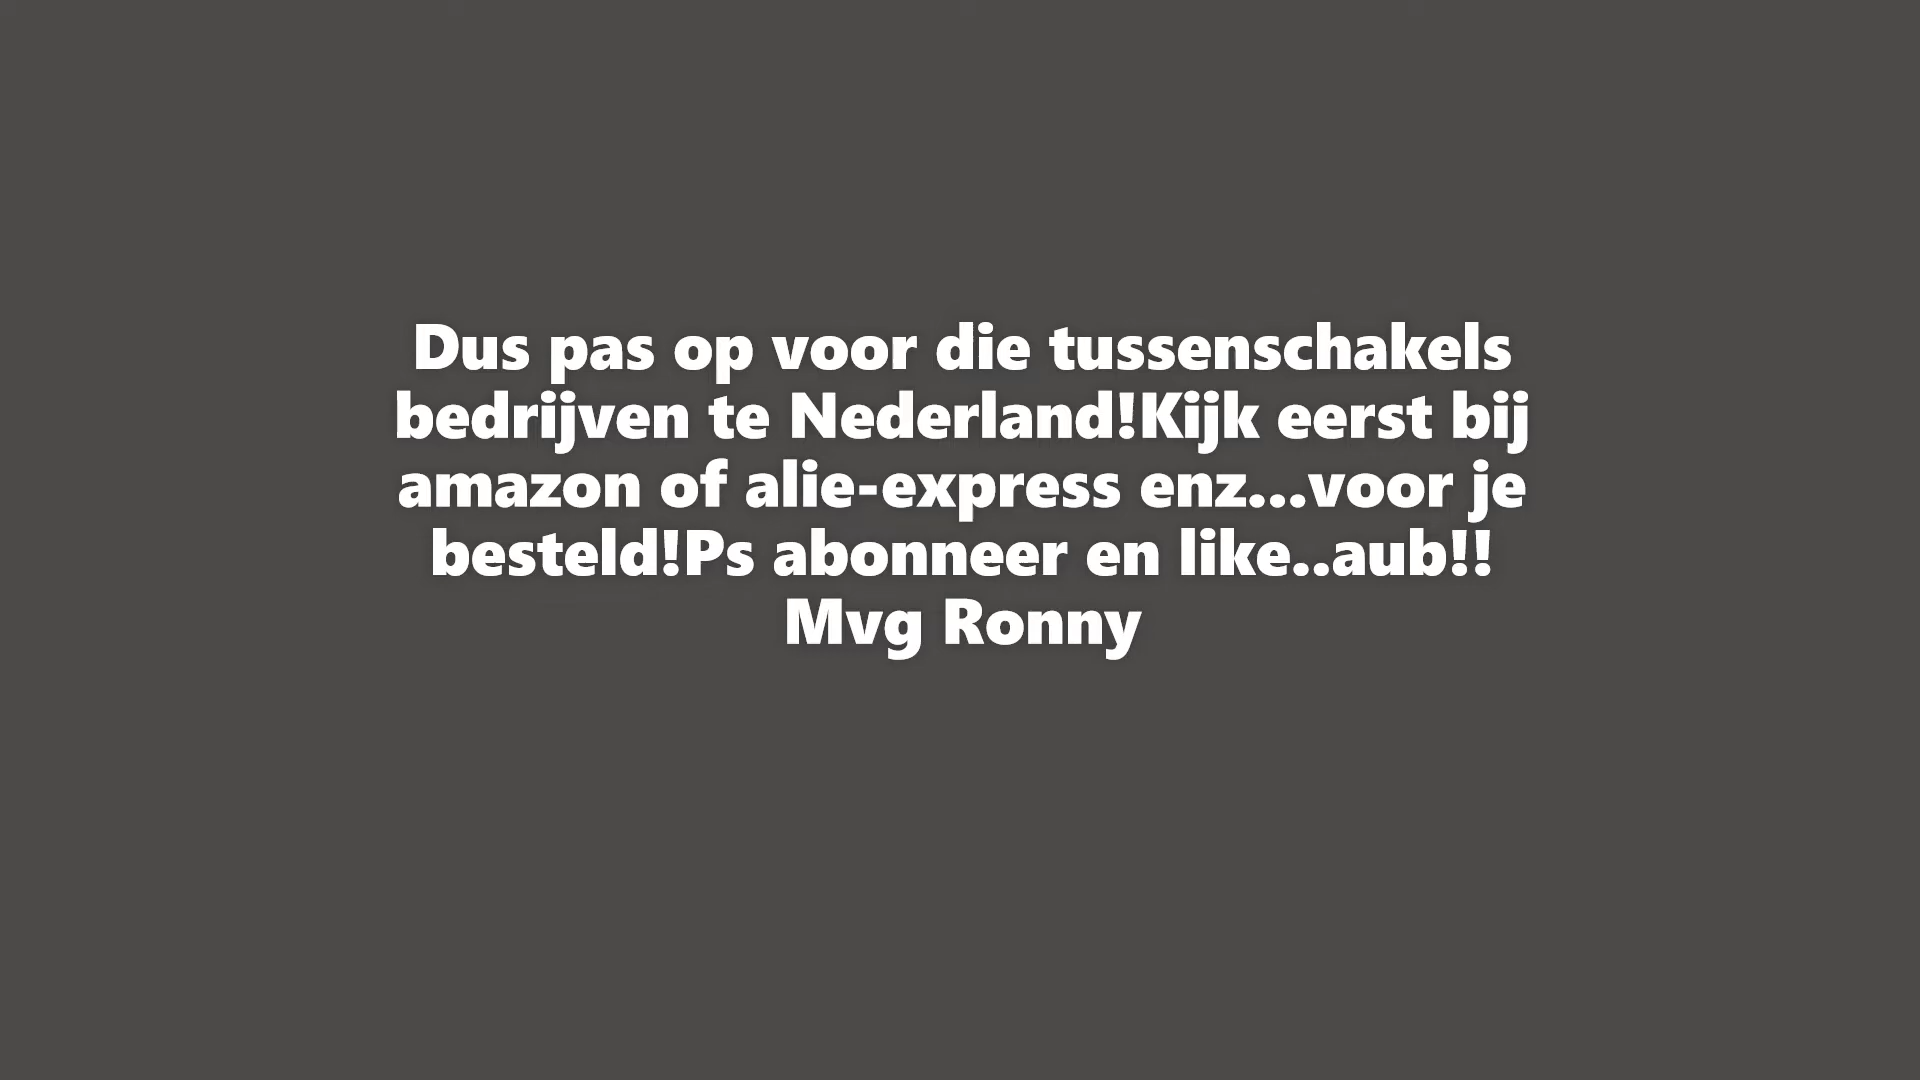 Dus pas op voor die tussenschakels
bedrijven te Nederland!Kijk eerst bij
amazon of alie-express enz...voor je
besteld!Ps abonneer en like..aub!!
Mvg Ronny